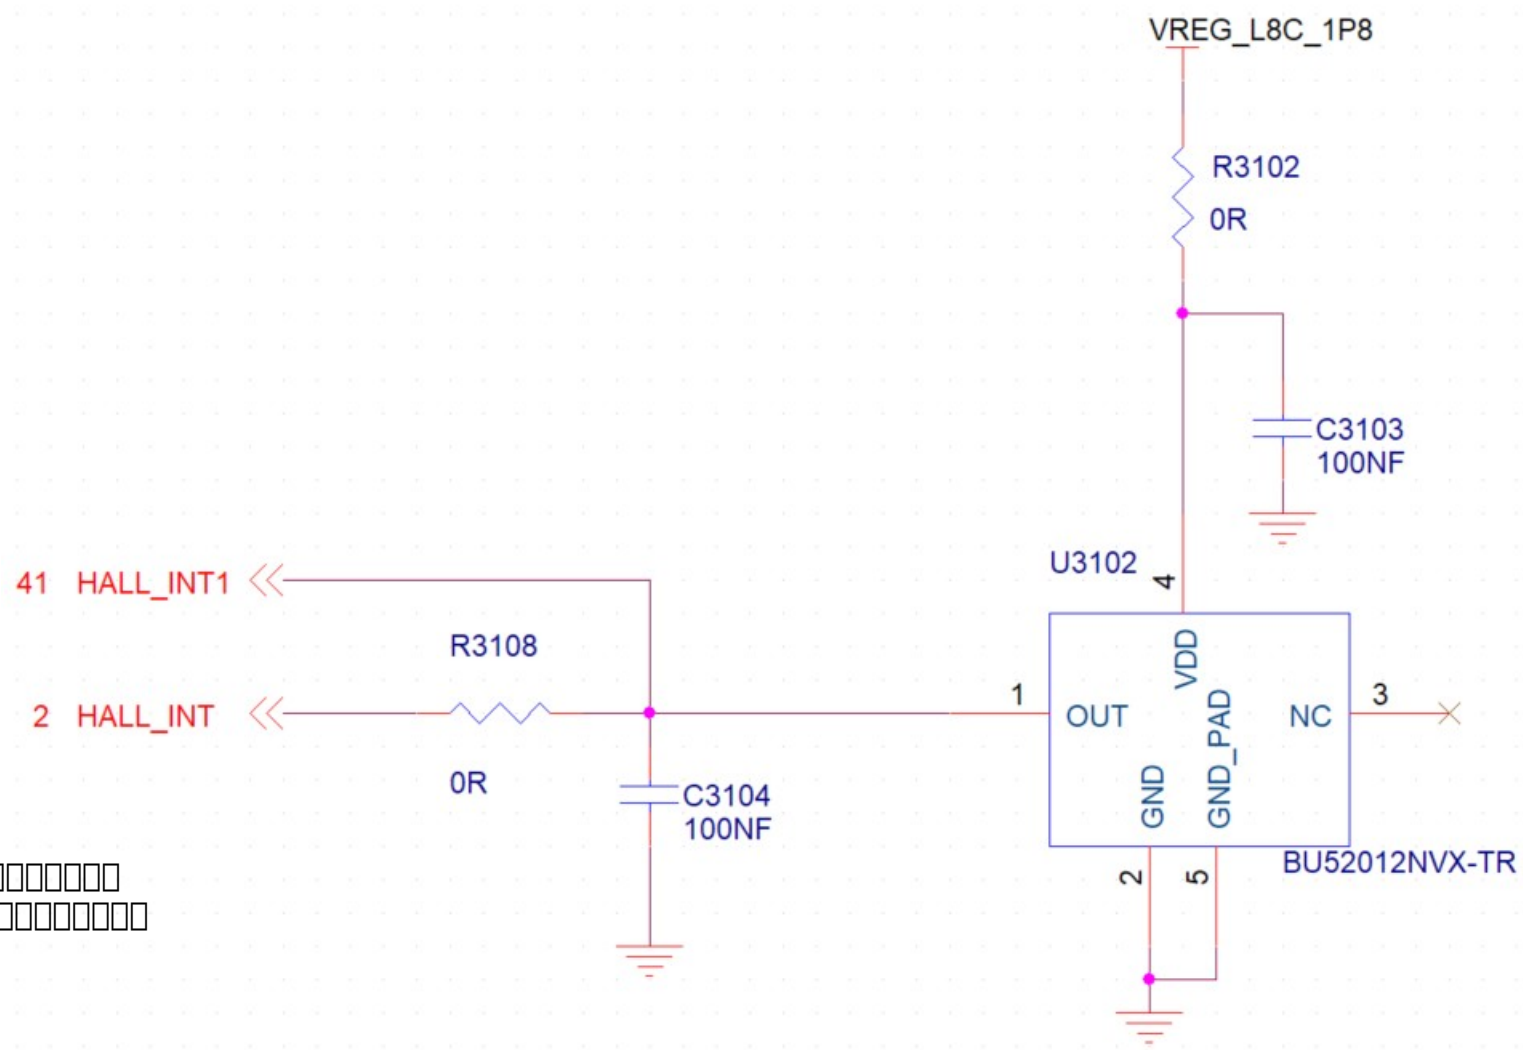 VREG_L8C_1P8
R3102
0R
C3103
100NF
U3102
4
41 HALL_INT1
R3108
2 HALL_INT
1
OUT
VDD
GND_PAD
GND
NC
3
0R
C3104
100NF
2
5
BU52012NVX-TR